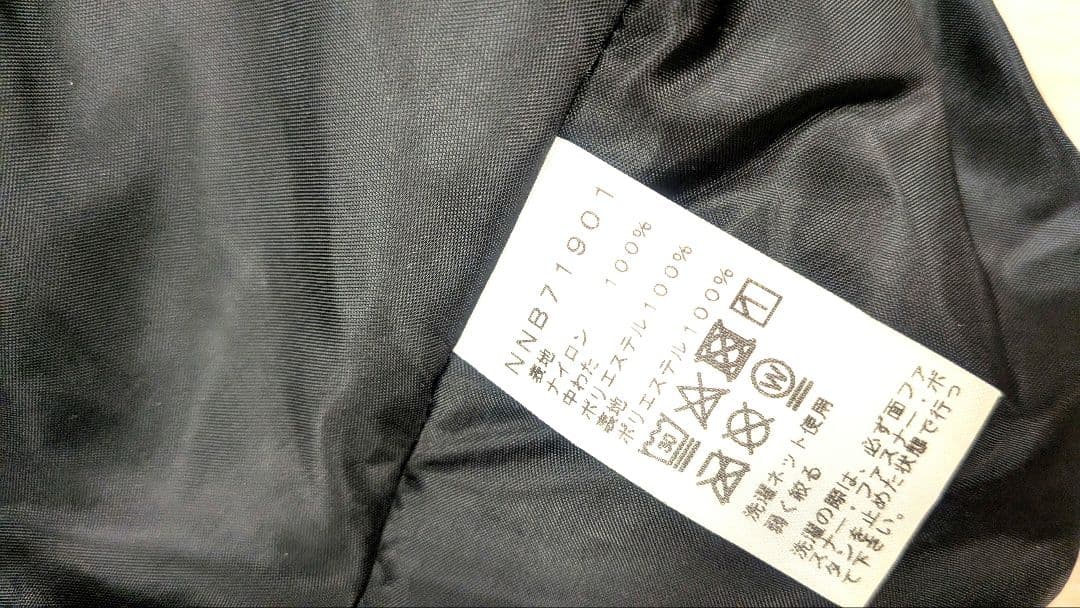 NNB71901
表地
ナイロン 100%
中わた
ポリエステル100%
裏地
ポリエステル100%
30
W
洗濯ネット使用
弱く絞る
洗濯の際は、必ず面ファ
スナー・ファスナー、ボ
タンを止めた状態で行っ
て下さい。